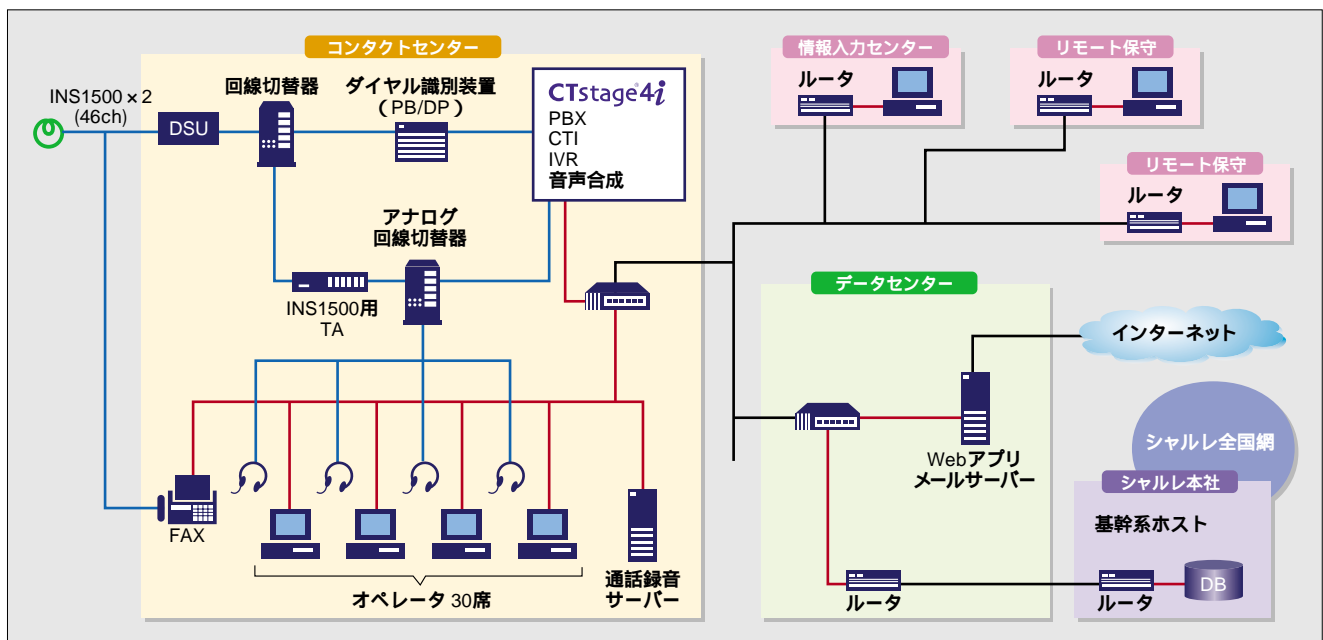 コンタクトセンター
INS1500×2
(46ch)
DSU
回線切替器
ダイヤル識別装置
(PB/DP)
CTstage®4i
PBX
CTI
IVR
音声合成
アナログ
回線切替器
INS1500用
TA
FAX
オペレータ 30席
通話録音
サーバー
情報入力センター
ルータ
リモート保守
ルータ
リモート保守
ルータ
データセンター
インターネット
Webアプリ
メールサーバー
ルータ
シャルレ全国網
シャルレ本社
基幹系ホスト
ルータ
DB